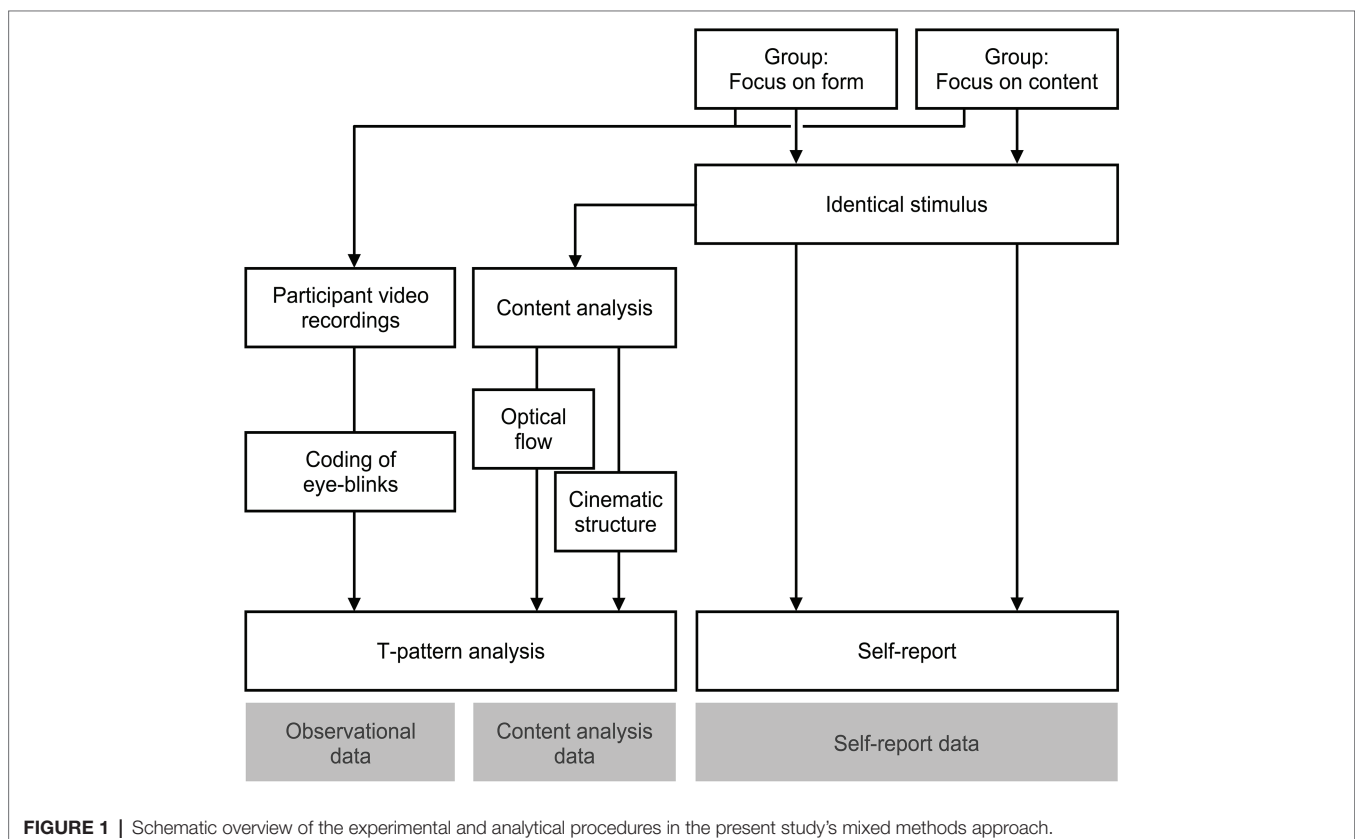 Group:
Focus on form
Group:
Focus on content
Identical stimulus
Participant video
recordings
Content analysis
Optical
flow
Coding of
eye-blinks
Cinematic
structure
T-pattern analysis
Self-report
Observational
data
Content analysis
data
Self-report data
FIGURE 1 | Schematic overview of the experimental and analytical procedures in the present study’s mixed methods approach.